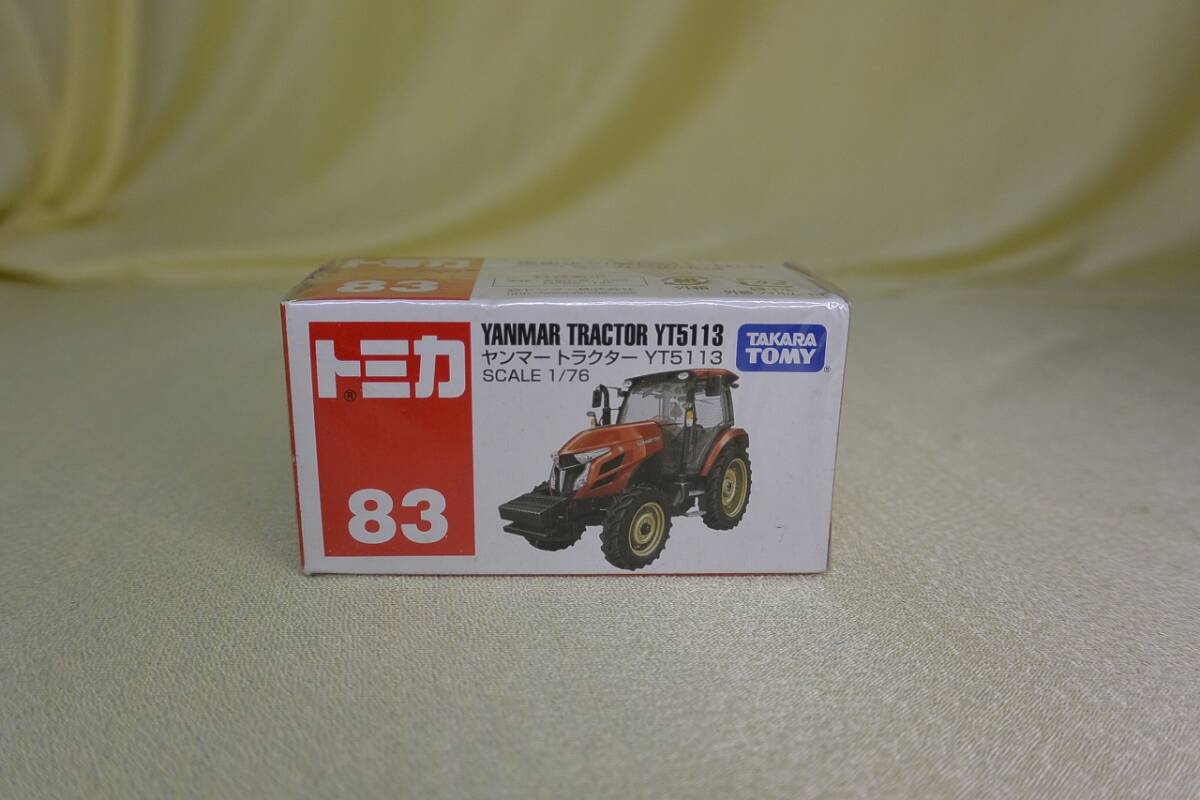 トミカ
83
トミカ®
83
YANMAR TRACTOR YT5113
ヤンマー トラクター YT5113
SCALE 1/76
TAKARA
TOMY®